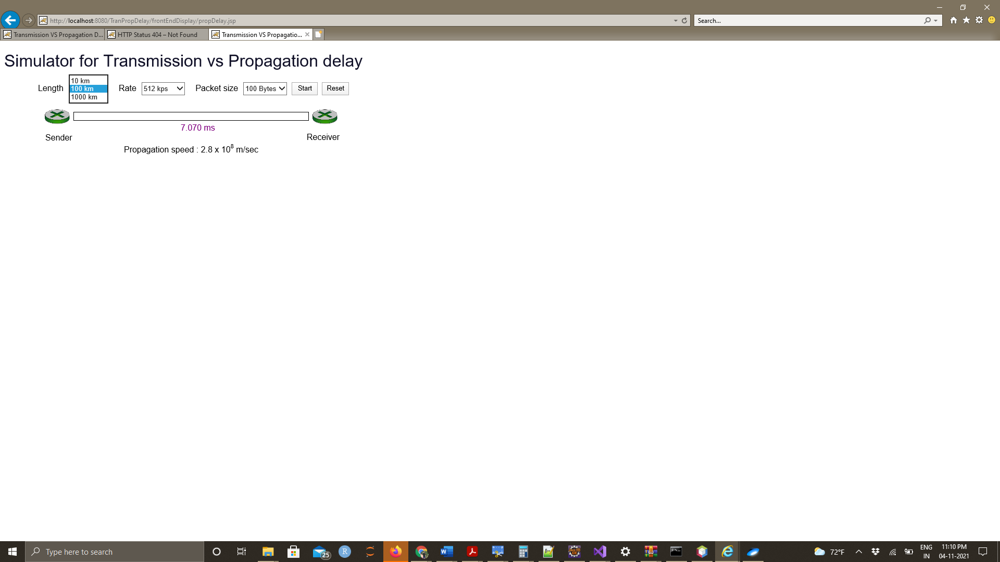 http://localhost:8080/TranPropDelay/frontEndDisplay/propDelay.jsp
Search...
Transmission VS Propagation D...
HTTP Status 404 – Not Found
Transmission VS Propagatio...
Simulator for Transmission vs Propagation delay
10 km
Length 100 km Rate 512 kps Packet size 100 Bytes Start Reset
1000 km
7.070 ms
Sender Receiver
Propagation speed : 2.8 x 10⁸ m/sec
Type here to search
25
R
72°F
ENG
IN
11:10 PM
04-11-2021